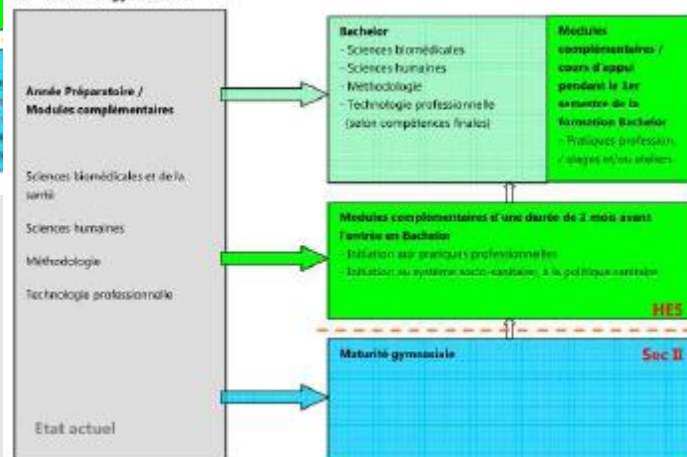 Année Préparatoire /
Modules complémentaires
Sciences biomédicales et de la
santé
Sciences humaines
Méthodologie
Technologie professionnelle
Etat actuel
Bachelor
- Sciences biomédicales
- Sciences humaines
- Méthodologie
- Technologie professionnelle
(selon compétences finales)
Modules
complémentaires /
cours d'appui
pendant le 1er
semestre de la
formation Bachelor
- Pratiques profession.
/ stages et/ou ateliers
Modules complémentaires d'une durée de 2 mois avant
l'entrée en Bachelor
- Initiation aux pratiques professionnelles
- Initiation au système socio-sanitaire, à la politique sanitaire
HES
Maturité gymnasiale
Sec II